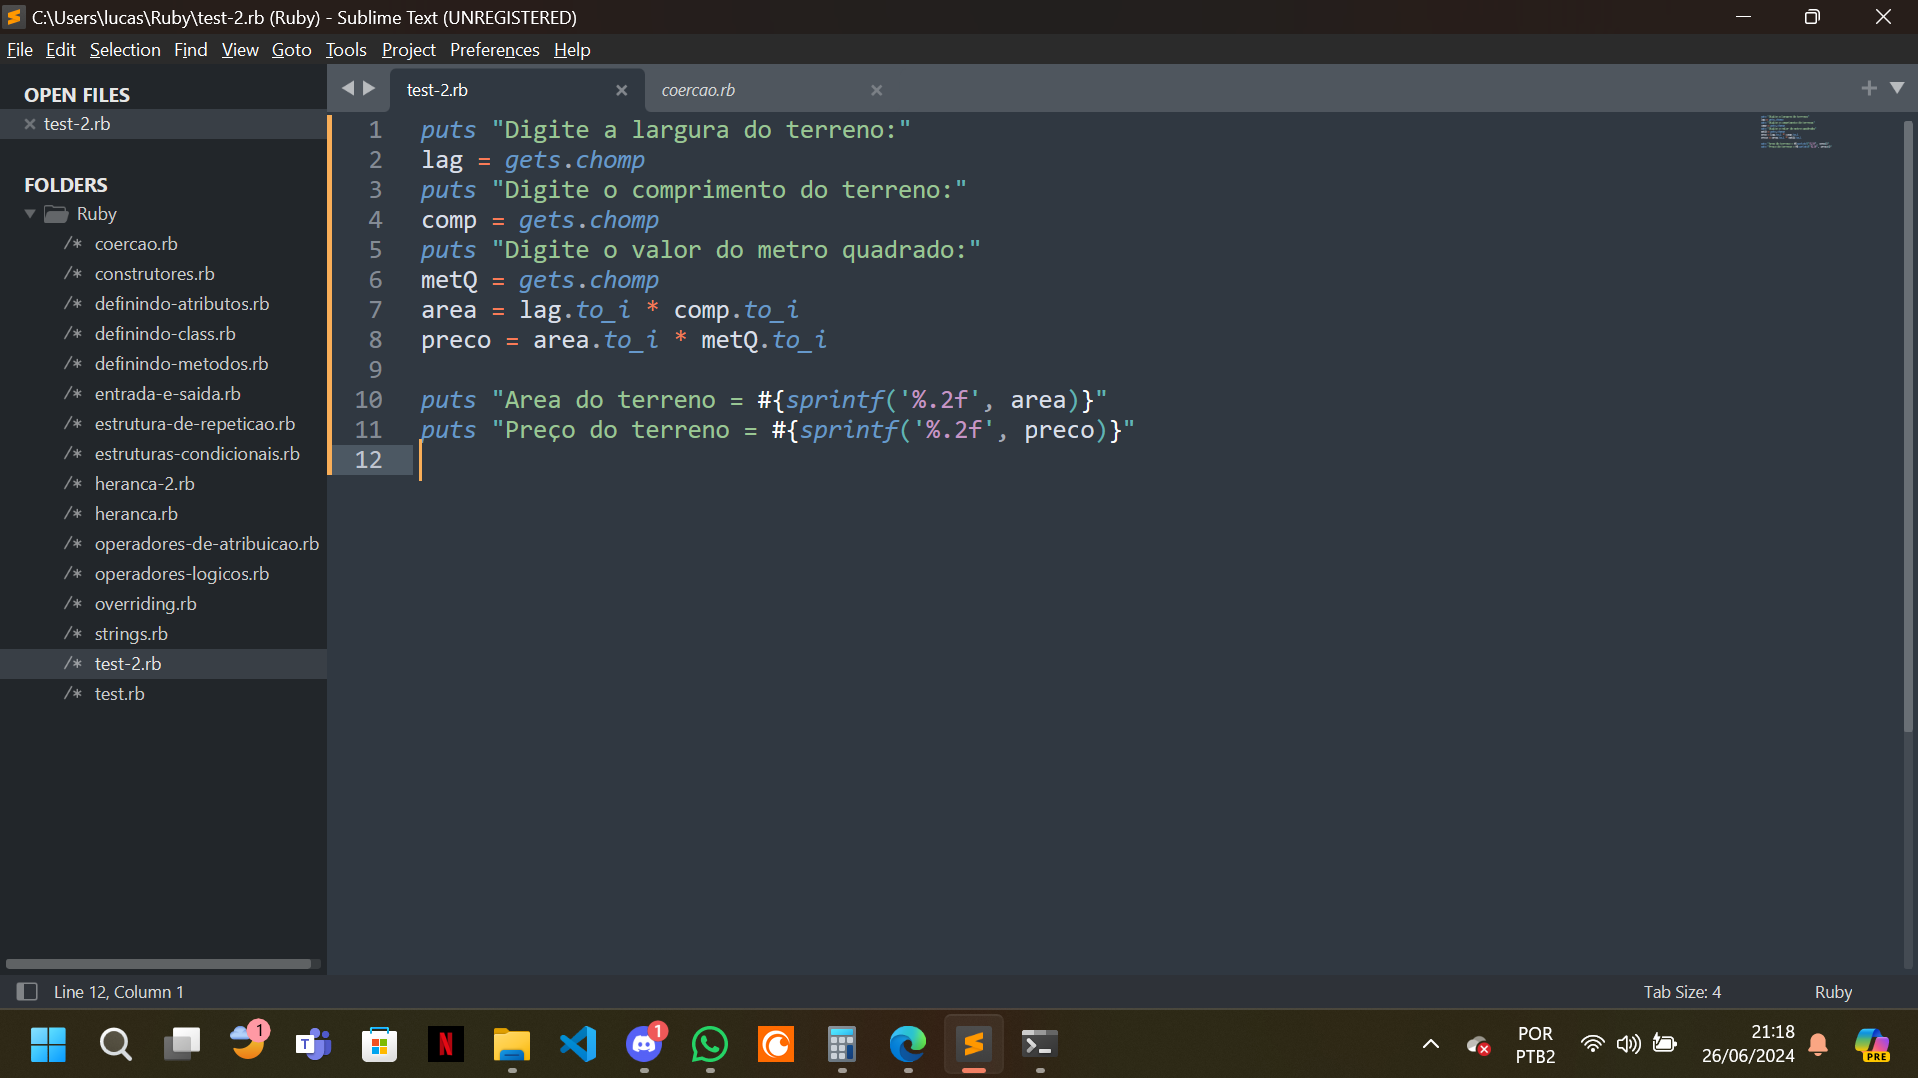 C:\Users\lucas\Ruby\test-2.rb (Ruby) - Sublime Text (UNREGISTERED)
File Edit Selection Find View Goto Tools Project Preferences Help
OPEN FILES
test-2.rb
FOLDERS
Ruby
/* coercao.rb
/* construtores.rb
/* definindo-atributos.rb
/* definindo-class.rb
/* definindo-metodos.rb
/* entrada-e-saida.rb
/* estrutura-de-repeticao.rb
/* estruturas-condicionais.rb
/* heranca-2.rb
/* heranca.rb
/* operadores-de-atribuicao.rb
/* operadores-logicos.rb
/* overriding.rb
/* strings.rb
/* test-2.rb
/* test.rb
test-2.rb coercao.rb
1 puts "Digite a largura do terreno:"
2 lag = gets.chomp
3 puts "Digite o comprimento do terreno:"
4 comp = gets.chomp
5 puts "Digite o valor do metro quadrado:"
6 metQ = gets.chomp
7 area = lag.to_i * comp.to_i
8 preco = area.to_i * metQ.to_i
9
10 puts "Area do terreno = #{sprintf('%.2f', area)}"
11 puts "Preço do terreno = #{sprintf('%.2f', preco)}"
12
Line 12, Column 1 Tab Size: 4 Ruby
1
T
N
1
POR
PTB2
21:18
26/06/2024
PRE